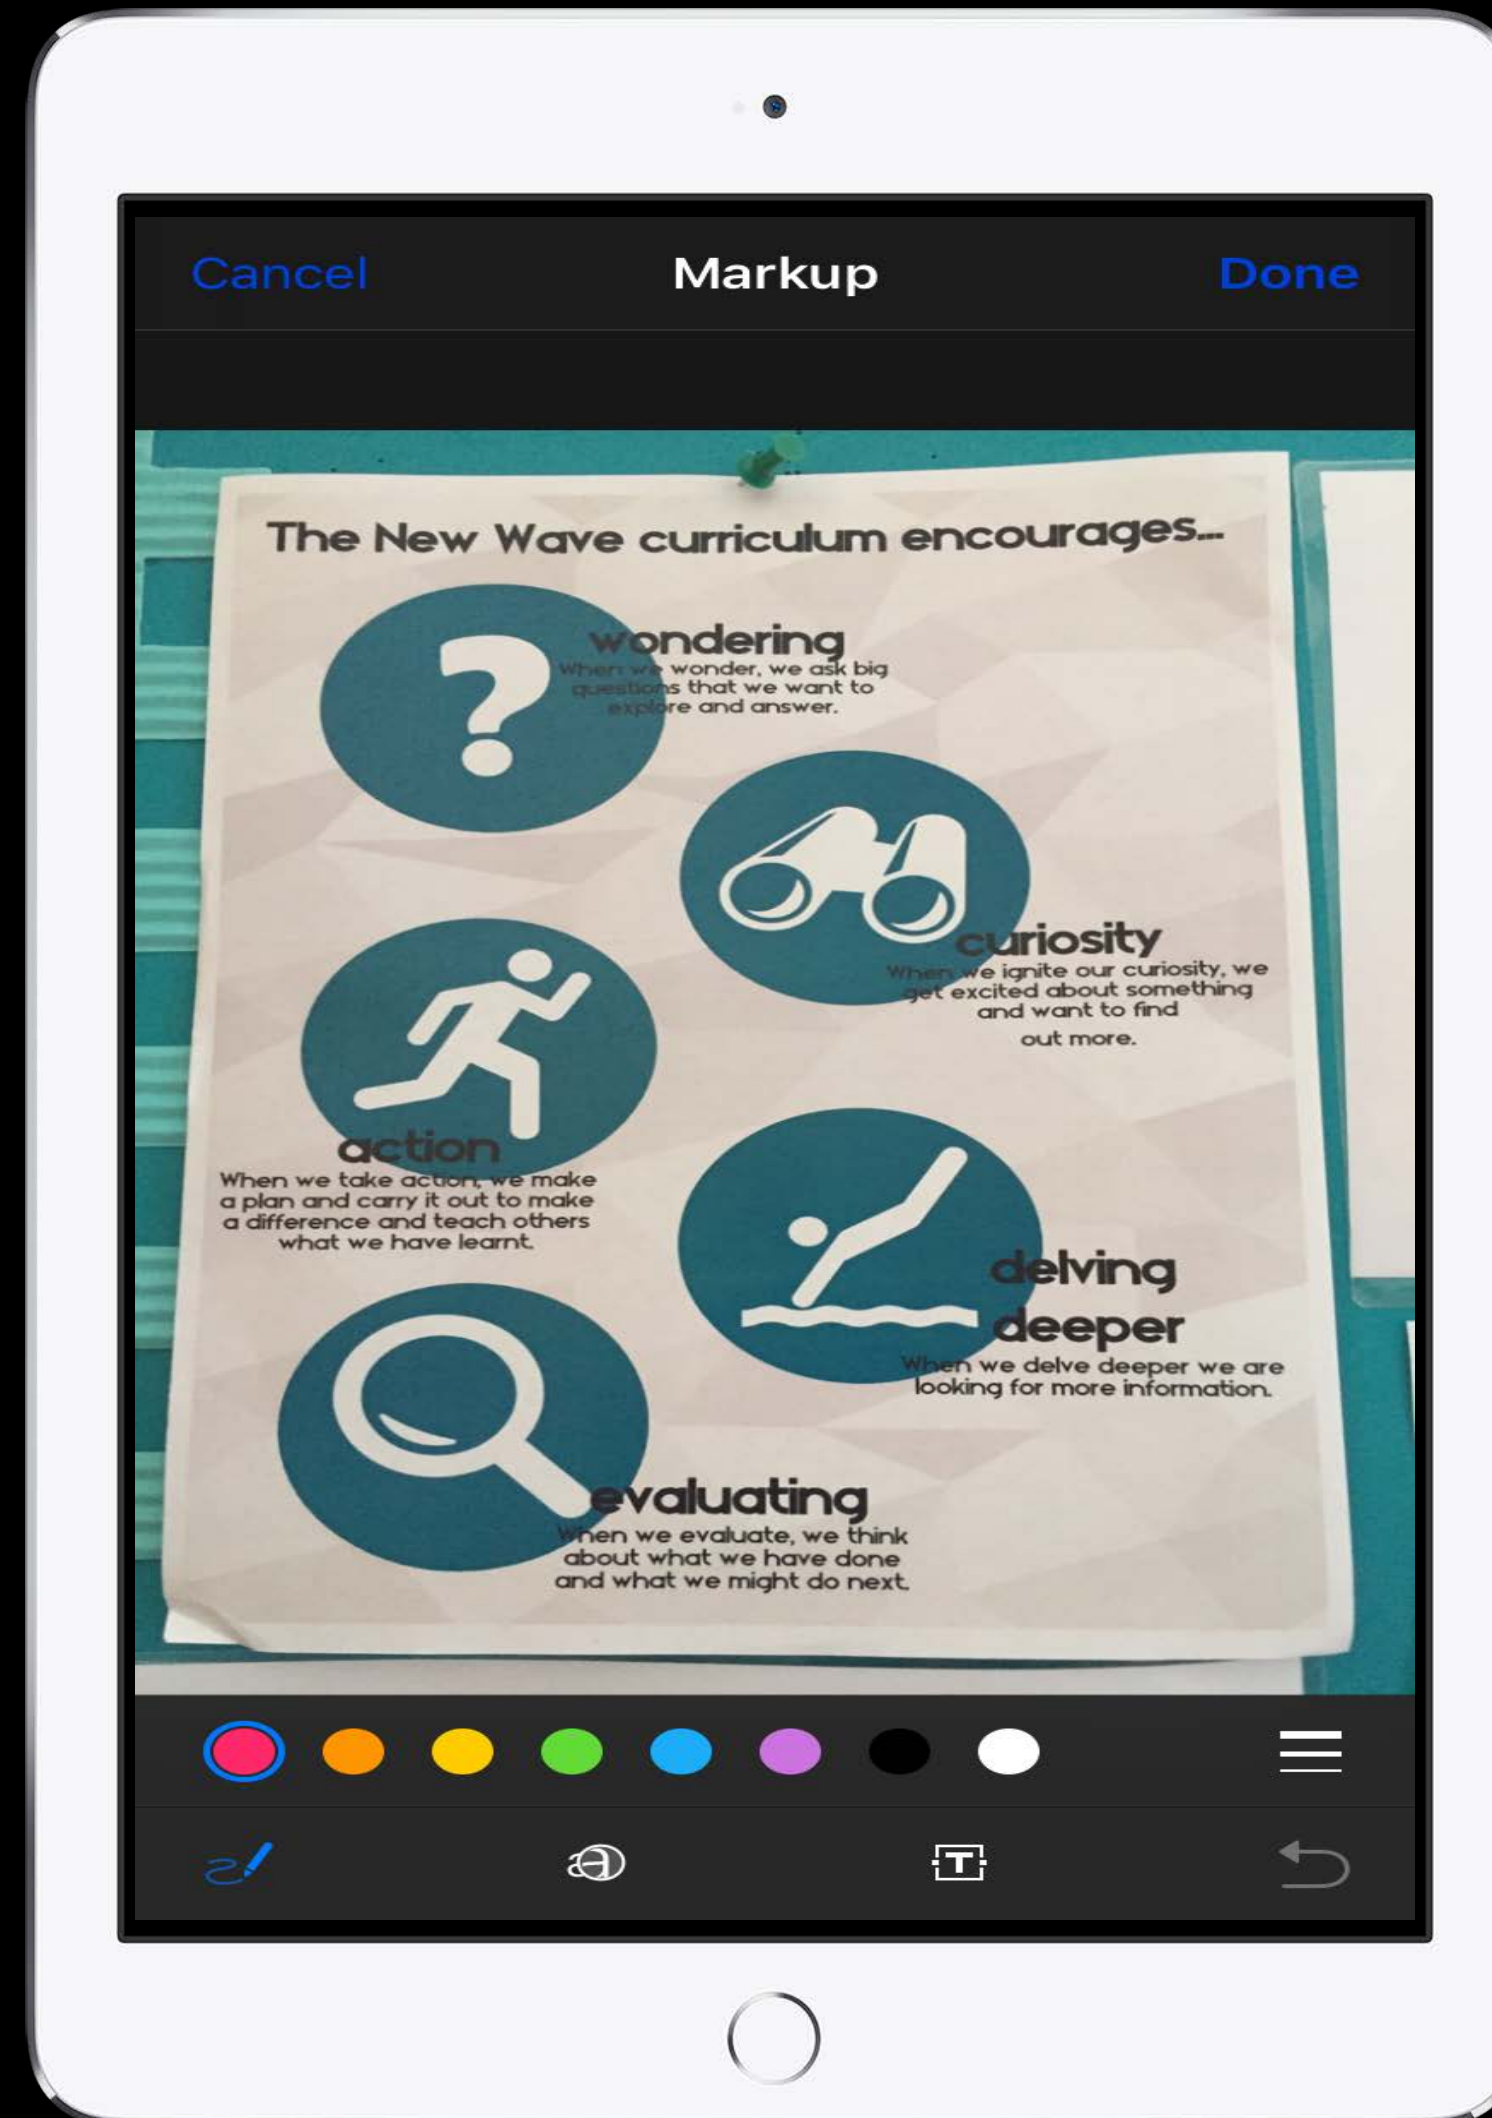 Cancel Markup Done
The New Wave curriculum encourages...
wondering
When we wonder, we ask big
questions that we want to
explore and answer.
curiosity
When we ignite our curiosity, we
get excited about something
and want to find
out more.
action
When we take action, we make
a plan and carry it out to make
a difference and teach others
what we have learnt.
delving
deeper
When we delve deeper we are
looking for more information.
evaluating
When we evaluate, we think
about what we have done
and what we might do next.
a
T